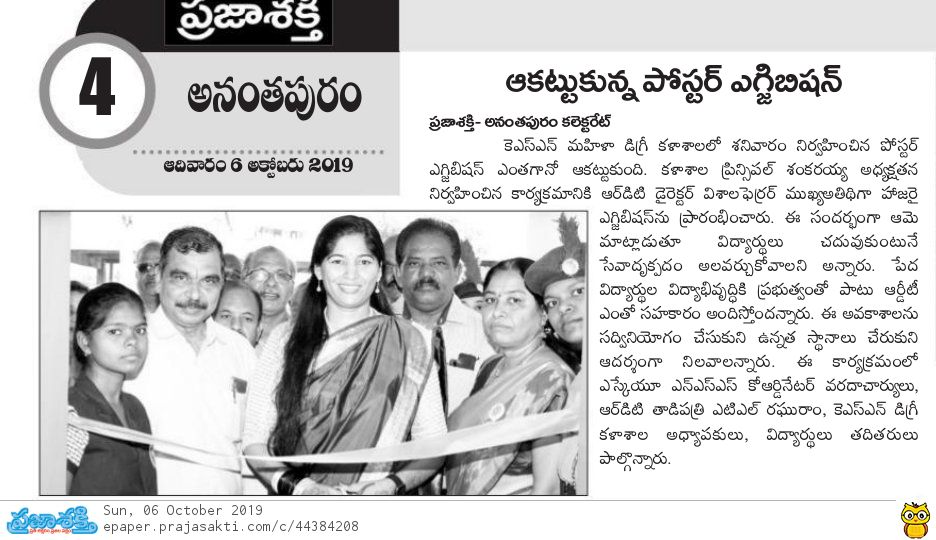 ప్రజాశక్తి
4
అనంతపురం
ఆదివారం 6 అక్టోబరు 2019
ఆకట్టుకున్న పోస్టర్ ఎగ్జిబిషన్
ప్రజాశక్తి- అనంతపురం కలెక్టరేట్
కెఎస్ఎన్ మహిళా డిగ్రీ కళాశాలలో శనివారం నిర్వహించిన పోస్టర్
ఎగ్జిబిషన్ ఎంతగానో ఆకట్టుకుంది. కళాశాల ప్రిన్సిపల్ శంకరయ్య అధ్యక్షతన
నిర్వహించిన కార్యక్రమానికి ఆర్‌డిటి డైరెక్టర్ విశాలఫెర్రర్ ముఖ్యఅతిథిగా హాజరై
ఎగ్జిబిషన్‌ను ప్రారంభించారు. ఈ సందర్భంగా ఆమె
మాట్లాడుతూ విద్యార్థులు చదువుకుంటునే
సేవాదృక్పదం అలవర్చుకోవాలని అన్నారు. పేద
విద్యార్థుల విద్యాభివృద్ధికి ప్రభుత్వంతో పాటు ఆర్డీటీ
ఎంతో సహకారం అందిస్తోందన్నారు. ఈ అవకాశాలను
సద్వినియోగం చేసుకుని ఉన్నత స్థానాలు చేరుకుని
ఆదర్శంగా నిలవాలన్నారు. ఈ కార్యక్రమంలో
ఎస్కేయూ ఎన్ఎస్ఎస్ కోఆర్డినేటర్ వరదాచార్యులు,
ఆర్‌డిటి తాడిపత్రి ఎటిఎల్ రఘురాం, కెఎస్ఎన్ డిగ్రీ
కళాశాల అధ్యాపకులు, విద్యార్థులు తదితరులు
పాల్గొన్నారు.
ప్రజాశక్తి
Sun, 06 October 2019
epaper.prajasakti.com/c/44384208